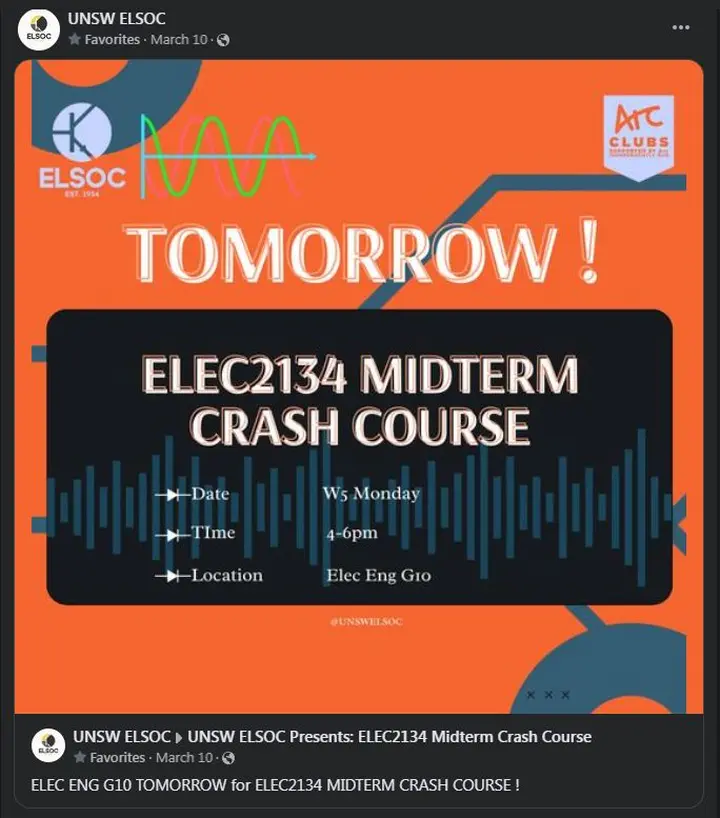 UNSW ELSOC
Favorites · March 10 ·
ELSOC
ELSOC
EST. 1954
Arc
CLUBS
TOMORROW !
ELEC2134 MIDTERM
CRASH COURSE
Date W5 Monday
TIme 4-6pm
Location Elec Eng G10
@UNSWELSOC
UNSW ELSOC UNSW ELSOC Presents: ELEC2134 Midterm Crash Course
ELSOC
Favorites · March 10 ·
ELEC ENG G10 TOMORROW for ELEC2134 MIDTERM CRASH COURSE !